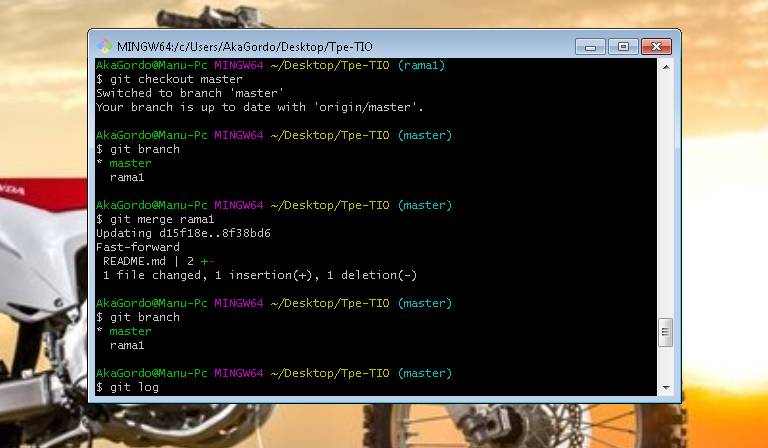 MINGW64:/c/Users/AkaGordo/Desktop/Tpe-TIO
AkaGordo@Manu-Pc MINGW64 ~/Desktop/Tpe-TIO (rama1)
$ git checkout master
Switched to branch 'master'
Your branch is up to date with 'origin/master'.
AkaGordo@Manu-Pc MINGW64 ~/Desktop/Tpe-TIO (master)
$ git branch
* master
rama1
AkaGordo@Manu-Pc MINGW64 ~/Desktop/Tpe-TIO (master)
$ git merge rama1
Updating d15f18e..8f38bd6
Fast-forward
README.md | 2 +-
1 file changed, 1 insertion(+), 1 deletion(-)
AkaGordo@Manu-Pc MINGW64 ~/Desktop/Tpe-TIO (master)
$ git branch
* master
rama1
AkaGordo@Manu-Pc MINGW64 ~/Desktop/Tpe-TIO (master)
$ git log